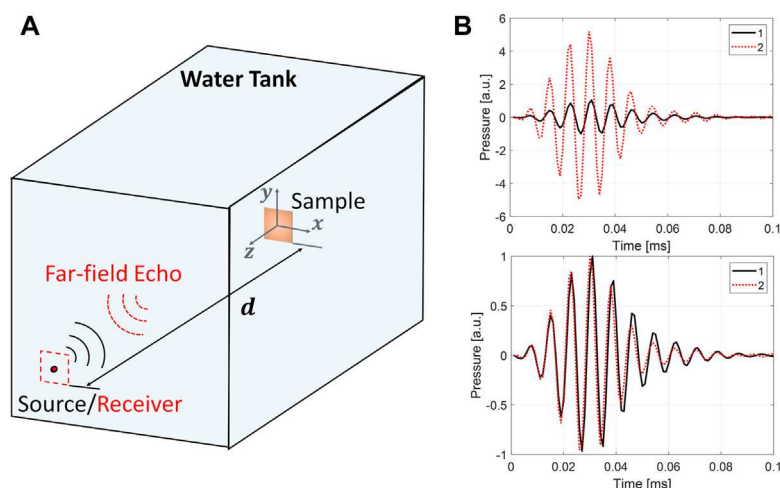 A
Water Tank
y
Sample
x
z
Far-field Echo
d
Source/Receiver
B
6
4
2
0
-2
-4
-6
Pressure [a.u.]
1
2
0
0.02
0.04
0.06
0.08
0.1
Time [ms]
1
0.5
0
-0.5
-1
Pressure [a.u.]
1
2
0
0.02
0.04
0.06
0.08
0.1
Time [ms]